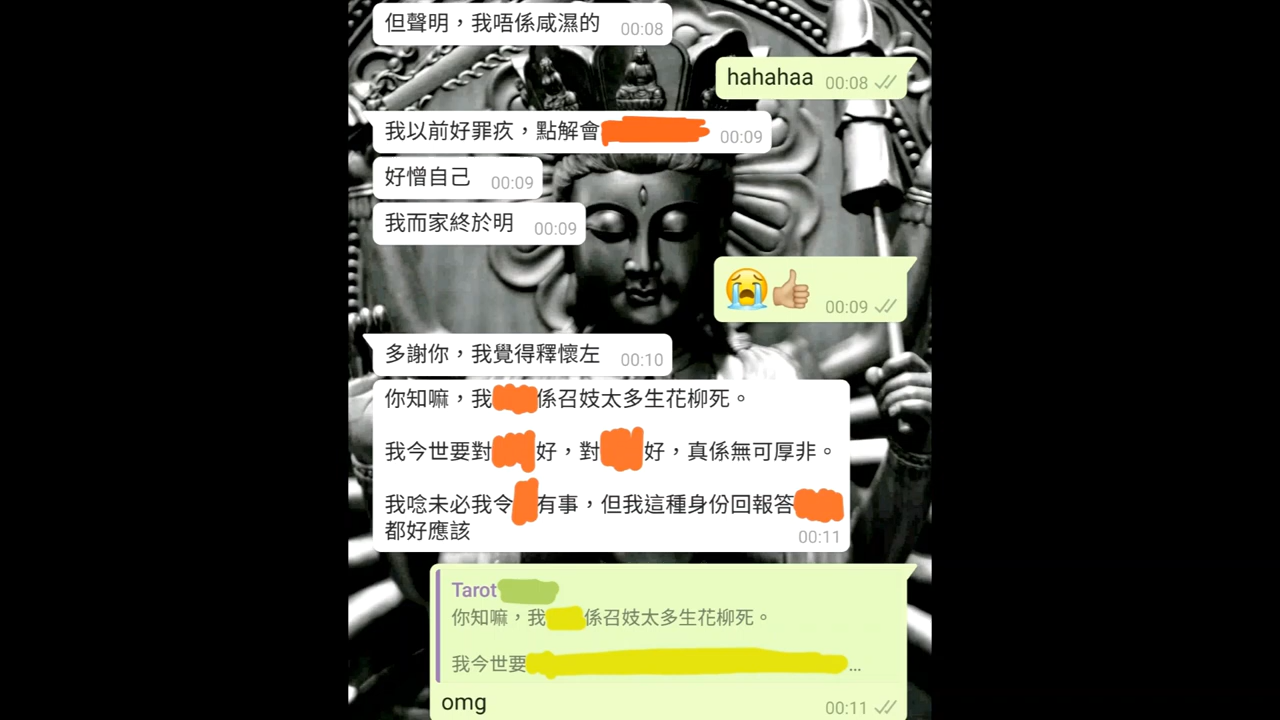 但聲明，我唔係咸濕的 00:08
hahahaa 00:08
我以前好罪疚，點解會 00:09
好憎自己 00:09
我而家終於明 00:09
😭👍🏼 00:09
多謝你，我覺得釋懷左 00:10
你知嘛，我係召妓太多生花柳死。
我今世要對好，對好，真係無可厚非。
我唸未必我令有事，但我這種身份回報答
都好應該 00:11
Tarot
你知嘛，我係召妓太多生花柳死。
我今世要...
omg 00:11